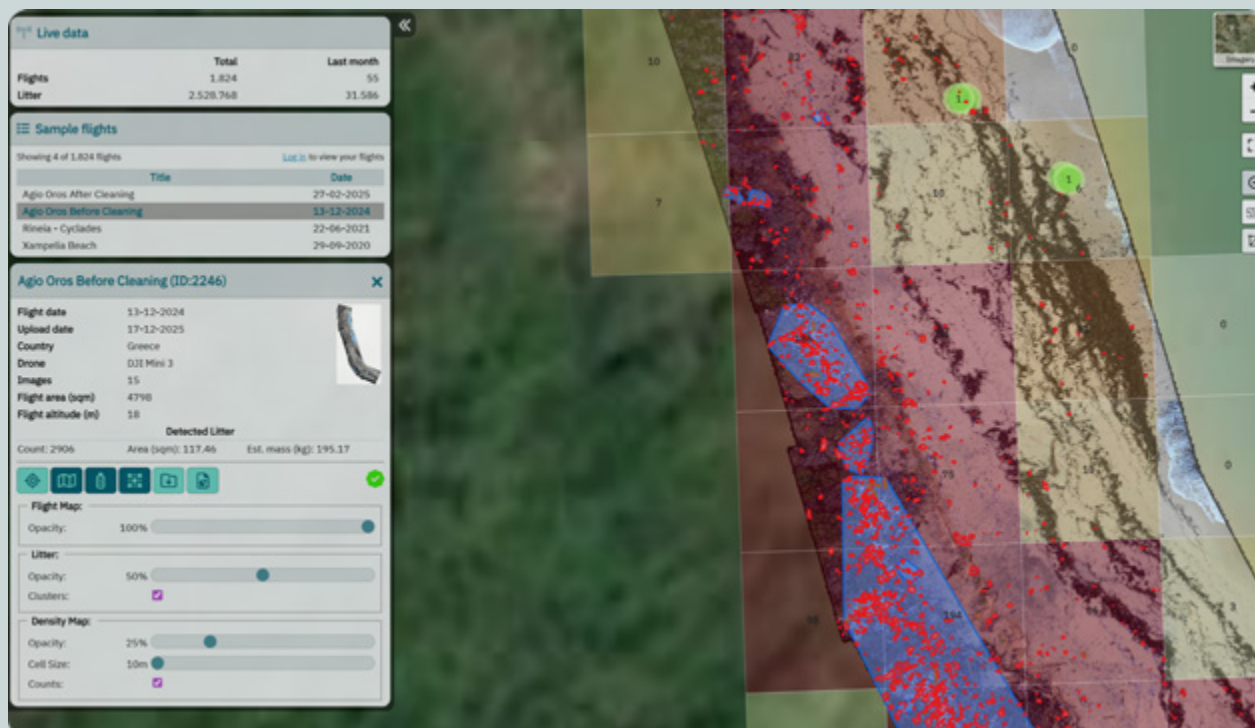 Live data
Total Last month
Flights 1.824 55
Litter 2.528.768 31.586
Sample flights
Showing 4 of 1.824 flights Log in to view your flights
Title Date
Agio Oros After Cleaning 27-02-2025
Agio Oros Before Cleaning 13-12-2024
Rineia - Cyclades 22-06-2021
Xampelia Beach 29-09-2020
Agio Oros Before Cleaning (ID:2246)
Flight date 13-12-2024
Upload date 17-12-2025
Country Greece
Drone DJI Mini 3
Images 15
Flight area (sqm) 4798
Flight altitude (m) 18
Detected Litter
Count: 2906 Area (sqm): 117.46 Est. mass (kg): 195.17
Flight Map:
Opacity: 100%
Litter:
Opacity: 50%
Clusters:
Density Map:
Opacity: 25%
Cell Size: 10m
Counts:
0
10
1
10
1
7
0
75
0
194
3